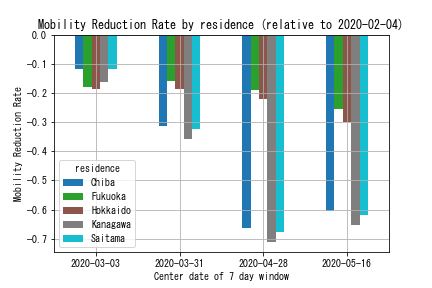 Mobility Reduction Rate by residence (relative to 2020-02-04)
0.0
−0.1
−0.2
−0.3
−0.4
−0.5
−0.6
−0.7
Mobility Reduction Rate
residence
Chiba
Fukuoka
Hokkaido
Kanagawa
Saitama
2020-03-03 2020-03-31 2020-04-28 2020-05-16
Center date of 7 day window